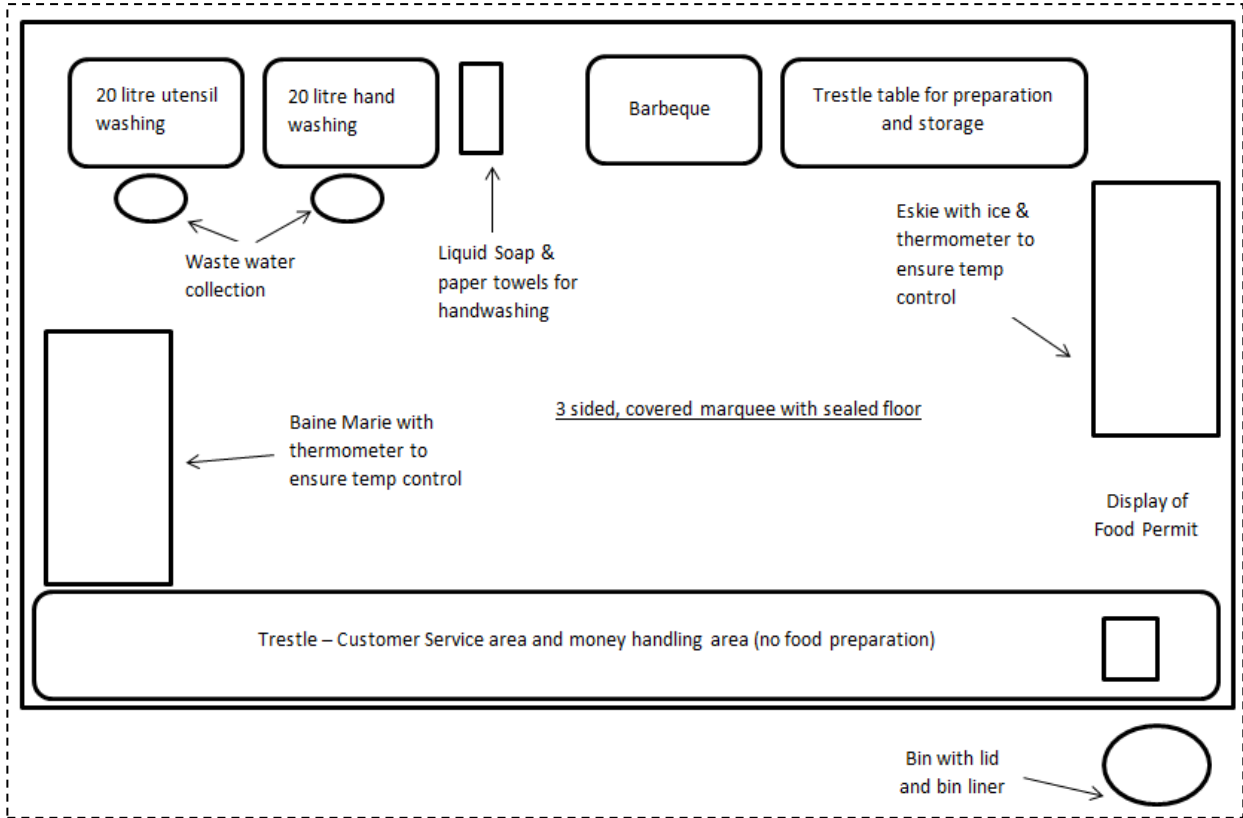 20 litre utensil
washing
20 litre hand
washing
Barbeque
Trestle table for preparation
and storage
Waste water
collection
Liquid Soap &
paper towels for
handwashing
Eskie with ice &
thermometer to
ensure temp
control
3 sided, covered marquee with sealed floor
Baine Marie with
thermometer to
ensure temp control
Display of
Food Permit
Trestle – Customer Service area and money handling area (no food preparation)
Bin with lid
and bin liner